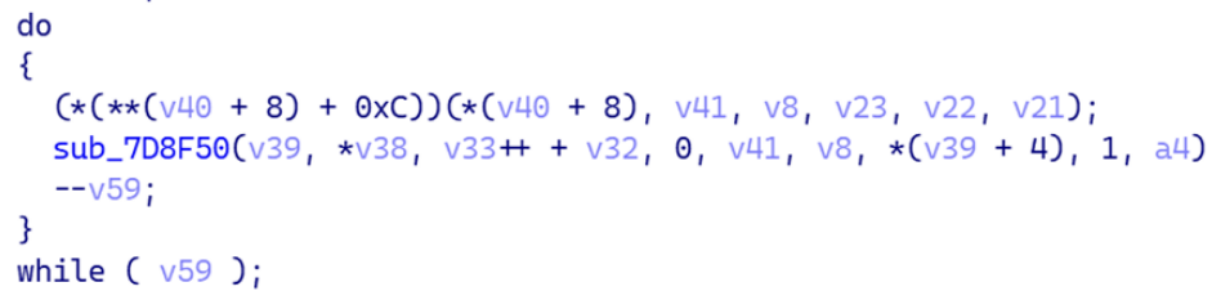 do
{
(*(**(v40 + 8) + 0xC))(*(v40 + 8), v41, v8, v23, v22, v21);
sub_7D8F50(v39, *v38, v33++ + v32, 0, v41, v8, *(v39 + 4), 1, a4)
--v59;
}
while ( v59 );